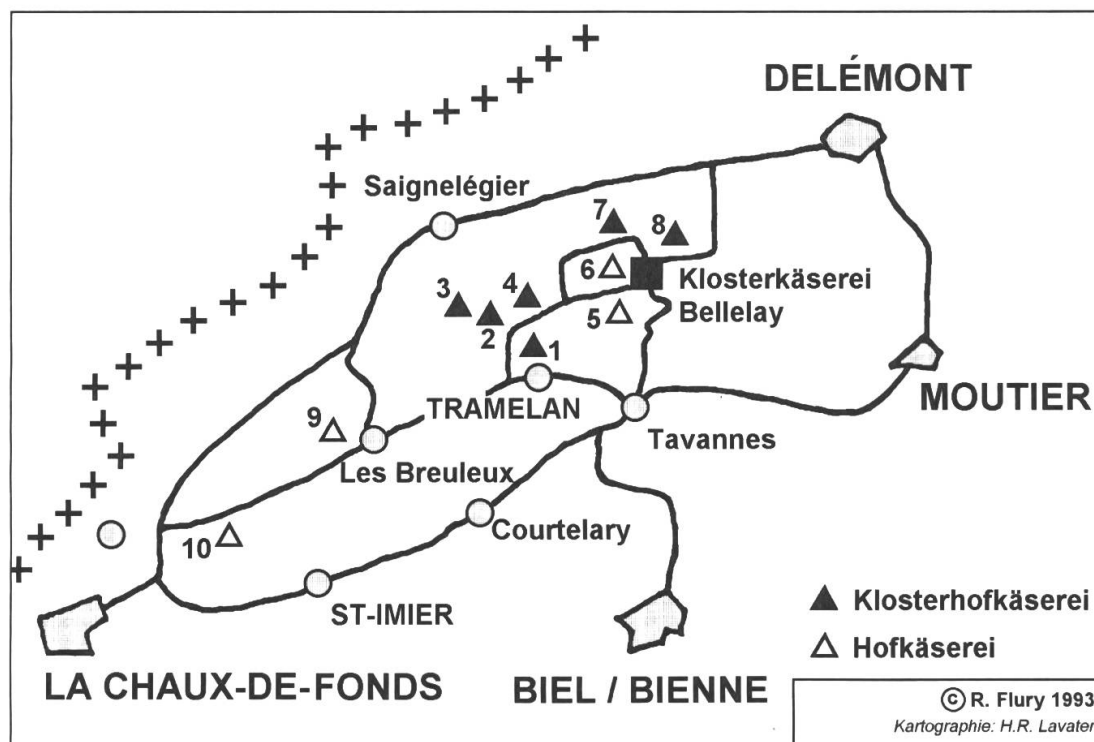 DELÉMONT
Saignelégier
7
8
6
Klosterkäserei
Bellelay
3
4
5
2
1
MOUTIER
TRAMELAN
Tavannes
9
Les Breuleux
Courtelary
10
ST-IMIER
LA CHAUX-DE-FONDS
BIEL / BIENNE
Klosterhofkäserei
Hofkäserei
© R. Flury 1993
Kartographie: H.R. Lavater